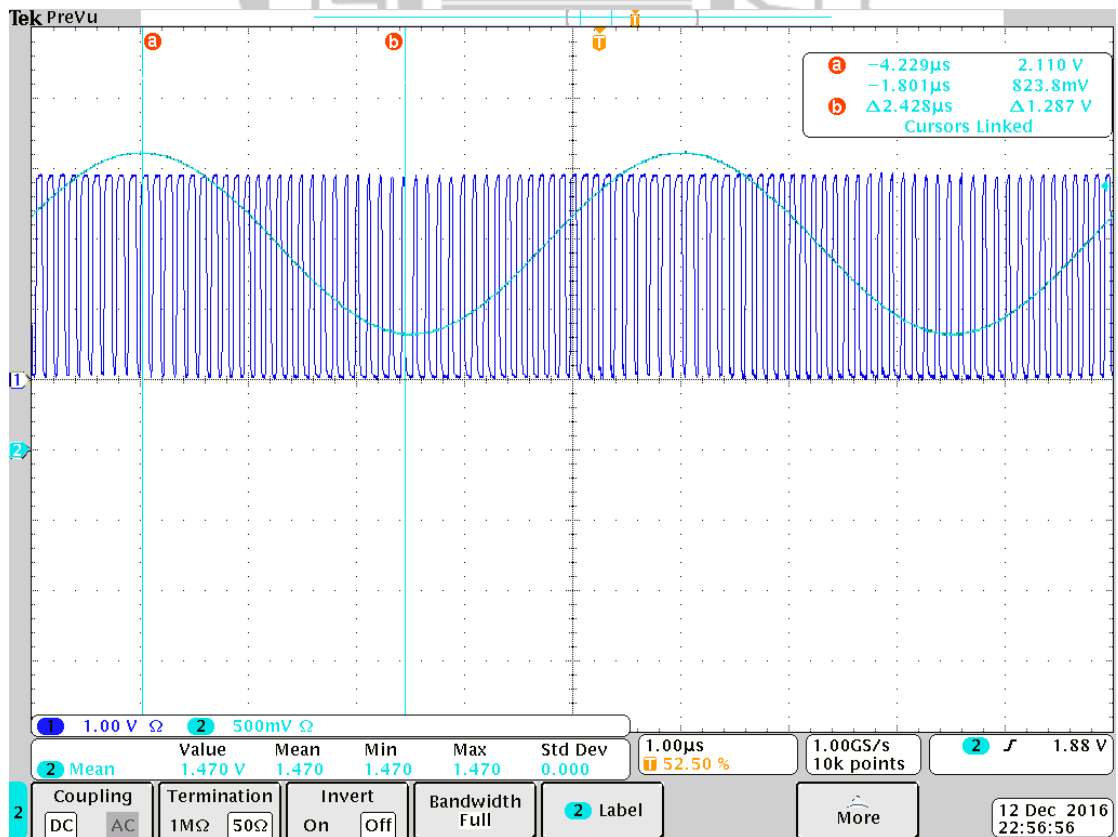 Tek PreVu
T
a b T
a −4.229µs 2.110 V
−1.801µs 823.8mV
b Δ2.428µs Δ1.287 V
Cursors Linked
1
2
1 1.00 V Ω 2 500mV Ω
Value Mean Min Max Std Dev
2 Mean 1.470 V 1.470 1.470 1.470 0.000
1.00µs
T 52.50 %
1.00GS/s
10k points
2 1.88 V
2
Coupling
DC AC
Termination
1MΩ 50Ω
Invert
On Off
Bandwidth
Full
2 Label
More
12 Dec 2016
22:56:56